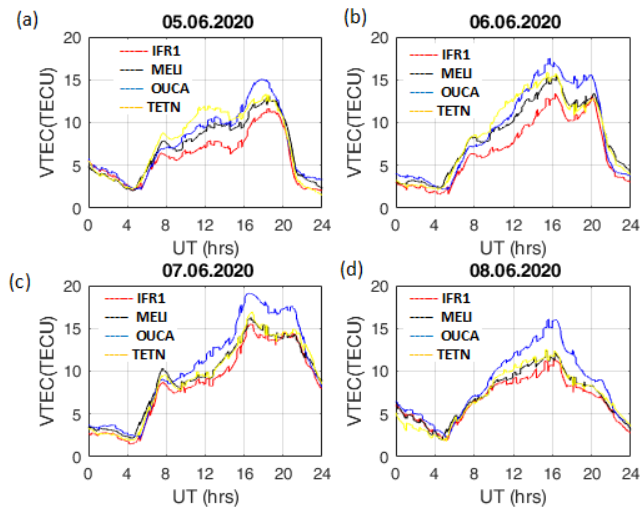 (a)
05.06.2020
VTEC(TECU)
20
15
10
5
0
IFR1
MELI
OUCA
TETN
0 4 8 12 16 20 24
UT (hrs)
(b)
06.06.2020
VTEC(TECU)
20
15
10
5
0
IFR1
MELI
OUCA
TETN
0 4 8 12 16 20 24
UT (hrs)
(c)
07.06.2020
VTEC(TECU)
20
15
10
5
0
IFR1
MELI
OUCA
TETN
0 4 8 12 16 20 24
UT (hrs)
(d)
08.06.2020
VTEC(TECU)
20
15
10
5
0
IFR1
MELI
OUCA
TETN
0 4 8 12 16 20 24
UT (hrs)